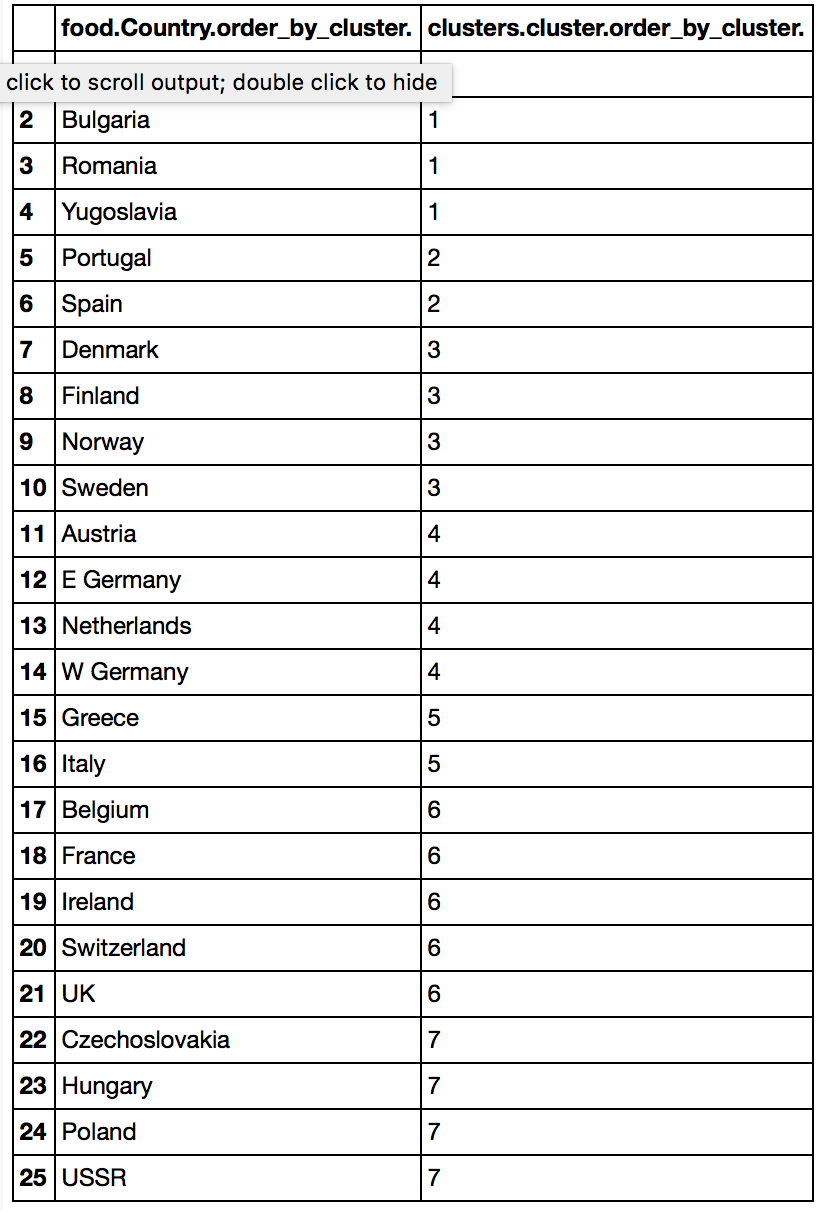 food.Country.order_by_cluster. clusters.cluster.order_by_cluster.
click to scroll output; double click to hide
2 Bulgaria 1
3 Romania 1
4 Yugoslavia 1
5 Portugal 2
6 Spain 2
7 Denmark 3
8 Finland 3
9 Norway 3
10 Sweden 3
11 Austria 4
12 E Germany 4
13 Netherlands 4
14 W Germany 4
15 Greece 5
16 Italy 5
17 Belgium 6
18 France 6
19 Ireland 6
20 Switzerland 6
21 UK 6
22 Czechoslovakia 7
23 Hungary 7
24 Poland 7
25 USSR 7